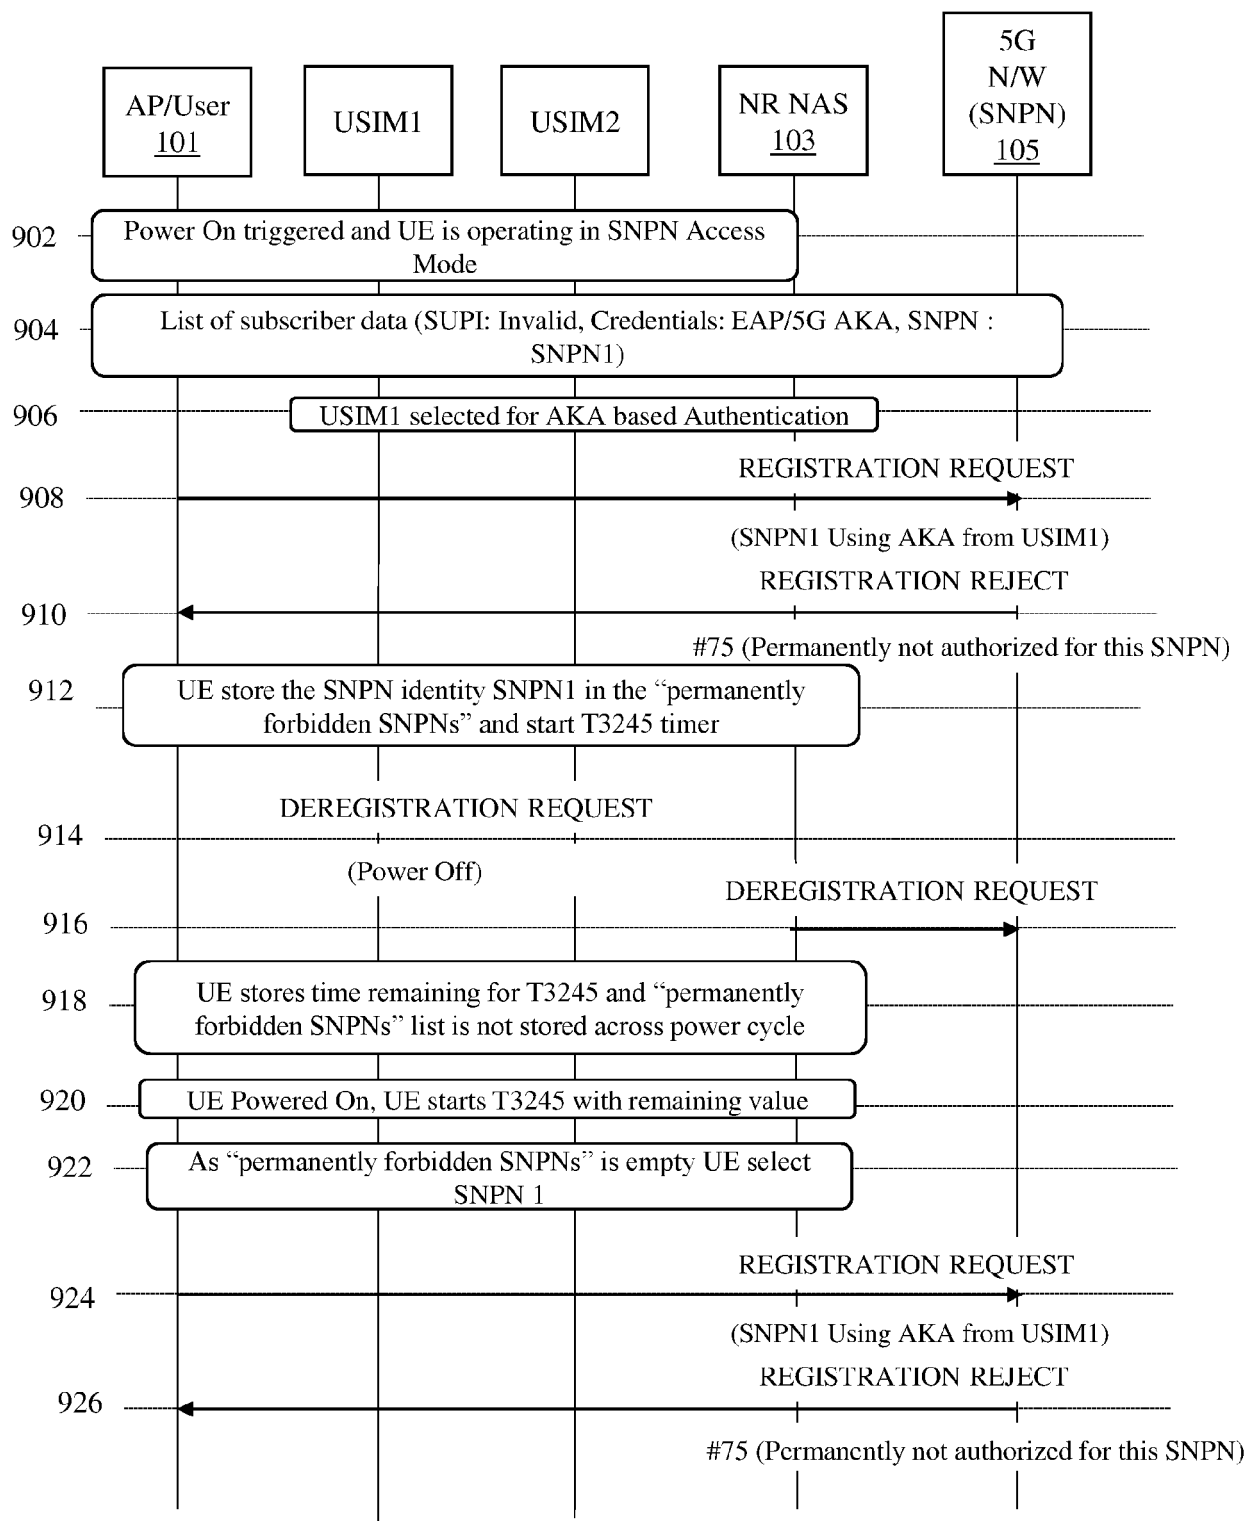 5G
N/W
(SNPN)
105
AP/User
101
USIM1
USIM2
NR NAS
103
902
Power On triggered and UE is operating in SNPN Access
Mode
904
List of subscriber data (SUPI: Invalid, Credentials: EAP/5G AKA, SNPN :
SNPN1)
906
USIM1 selected for AKA based Authentication
REGISTRATION REQUEST
908
(SNPN1 Using AKA from USIM1)
REGISTRATION REJECT
910
#75 (Permanently not authorized for this SNPN)
912
UE store the SNPN identity SNPN1 in the “permanently
forbidden SNPNs” and start T3245 timer
DEREGISTRATION REQUEST
914
(Power Off)
DEREGISTRATION REQUEST
916
918
UE stores time remaining for T3245 and “permanently
forbidden SNPNs” list is not stored across power cycle
920
UE Powered On, UE starts T3245 with remaining value
922
As “permanently forbidden SNPNs” is empty UE select
SNPN 1
REGISTRATION REQUEST
924
(SNPN1 Using AKA from USIM1)
REGISTRATION REJECT
926
#75 (Permanently not authorized for this SNPN)